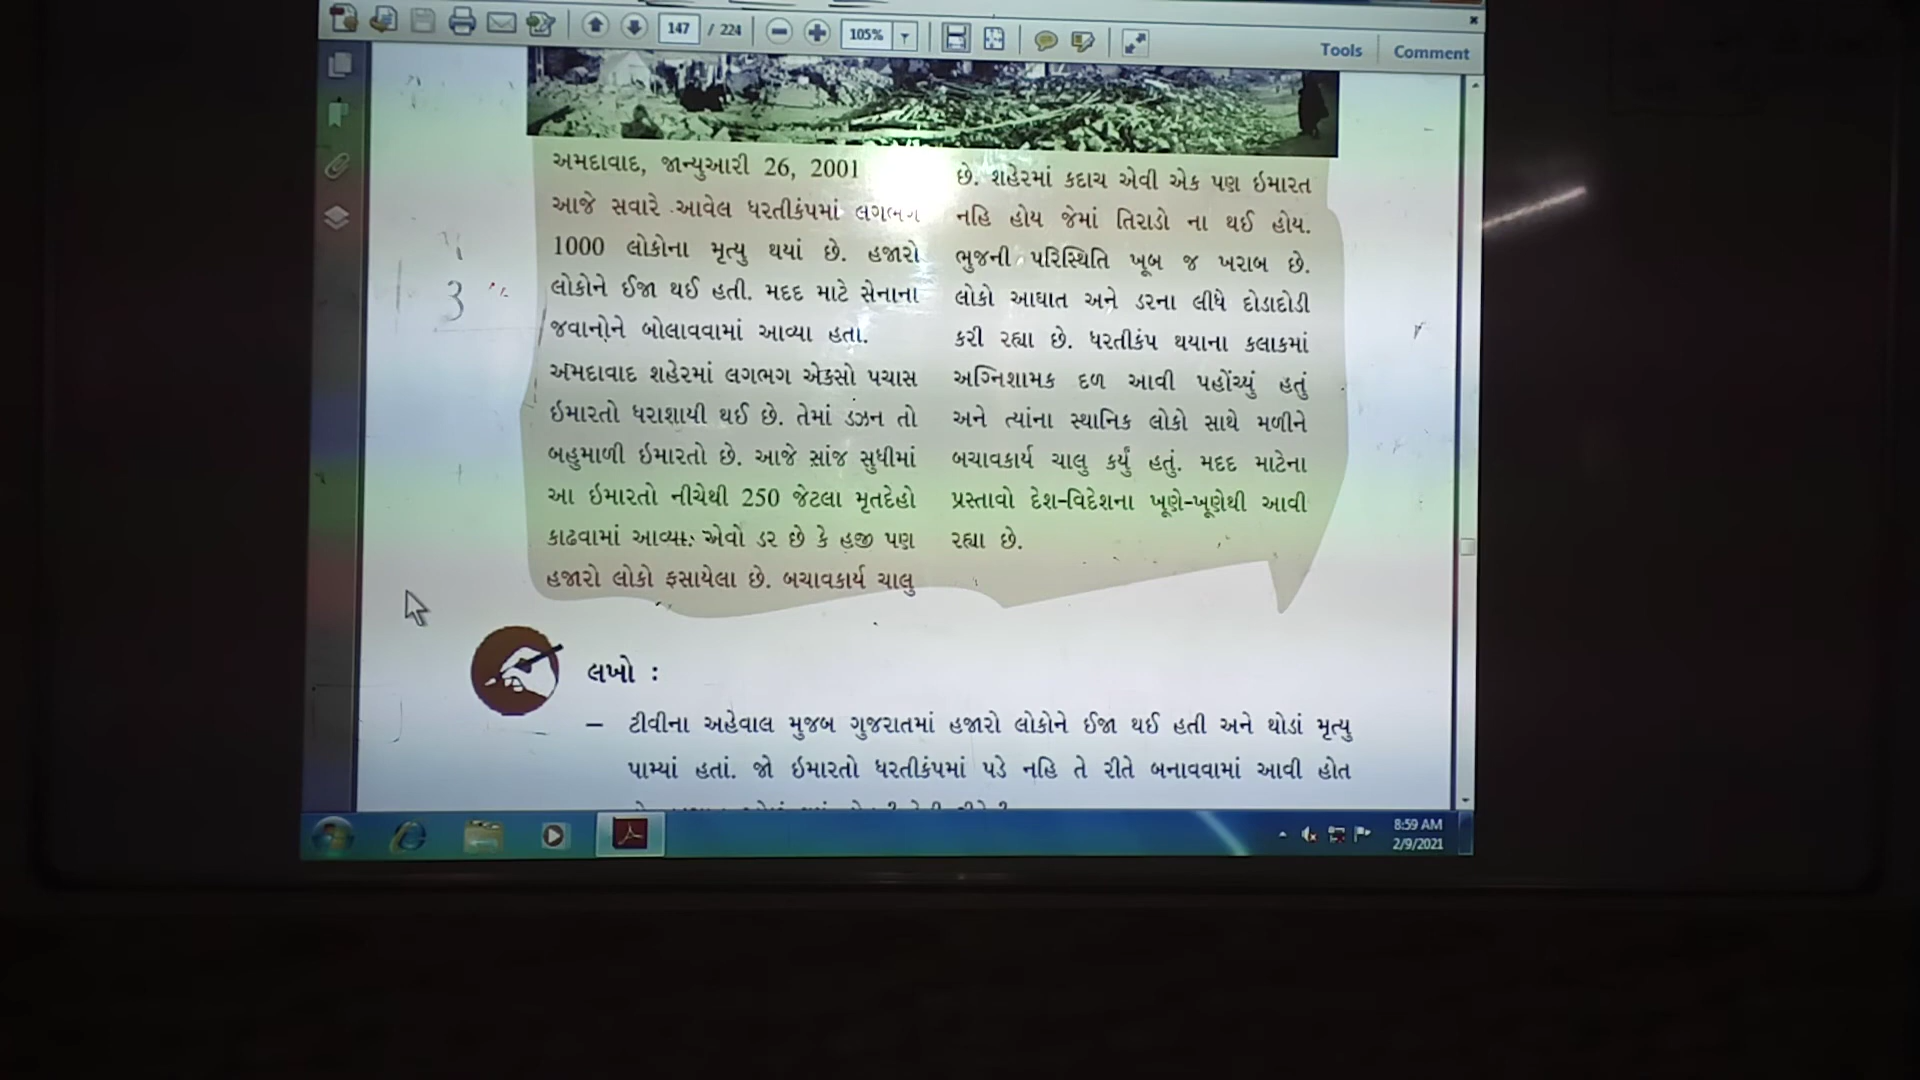 147 / 224
105%
Tools
Comment
અમદાવાદ, જાન્યુઆરી 26, 2001
આજે સવારે આવેલ ધરતીકંપમાં લગભગ
1000 લોકોના મૃત્યુ થયાં છે. હજારો
લોકોને ઈજા થઈ હતી. મદદ માટે સેનાના
જવાનોને બોલાવવામાં આવ્યા હતા.
અમદાવાદ શહેરમાં લગભગ એકસો પચાસ
ઇમારતો ધરાશાયી થઈ છે. તેમાં ડઝન તો
બહુમાળી ઇમારતો છે. આજે સાંજ સુધીમાં
આ ઇમારતો નીચેથી 250 જેટલા મૃતદેહો
કાઢવામાં આવ્યા. એવો ડર છે કે હજી પણ
હજારો લોકો ફસાયેલા છે. બચાવકાર્ય ચાલુ
છે. શહેરમાં કદાચ એવી એક પણ ઇમારત
નહિ હોય જેમાં તિરાડો ના થઈ હોય.
ભુજની પરિસ્થિતિ ખૂબ જ ખરાબ છે.
લોકો આઘાત અને ડરના લીધે દોડાદોડી
કરી રહ્યા છે. ધરતીકંપ થયાના કલાકમાં
અગ્નિશામક દળ આવી પહોંચ્યું હતું
અને ત્યાંના સ્થાનિક લોકો સાથે મળીને
બચાવકાર્ય ચાલુ કર્યું હતું. મદદ માટેના
પ્રસ્તાવો દેશ-વિદેશના ખૂણે-ખૂણેથી આવી
રહ્યા છે.
3
લખો :
– ટીવીના અહેવાલ મુજબ ગુજરાતમાં હજારો લોકોને ઈજા થઈ હતી અને થોડાં મૃત્યુ
પામ્યાં હતાં. જો ઇમારતો ધરતીકંપમાં પડે નહિ તે રીતે બનાવવામાં આવી હોત
8:59 AM
2/9/2021